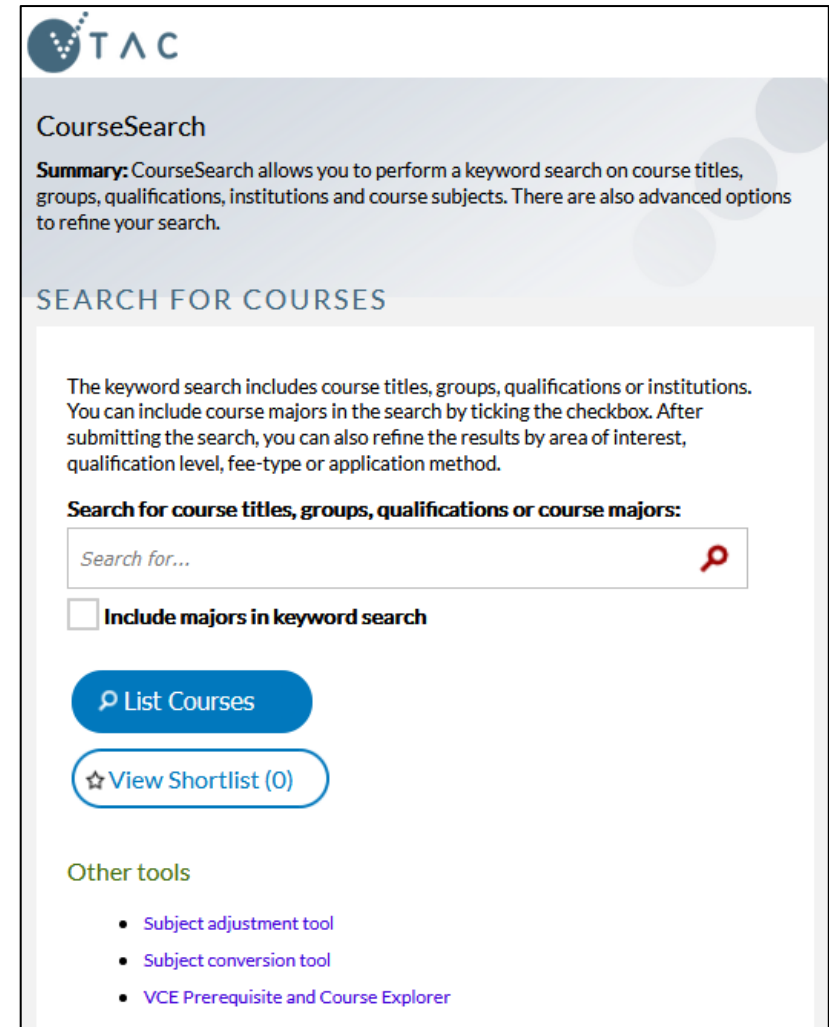 VTAC
CourseSearch
Summary: CourseSearch allows you to perform a keyword search on course titles,
groups, qualifications, institutions and course subjects. There are also advanced options
to refine your search.
SEARCH FOR COURSES
The keyword search includes course titles, groups, qualifications or institutions.
You can include course majors in the search by ticking the checkbox. After
submitting the search, you can also refine the results by area of interest,
qualification level, fee-type or application method.
Search for course titles, groups, qualifications or course majors:
Search for...
Include majors in keyword search
List Courses
View Shortlist (0)
Other tools
Subject adjustment tool
Subject conversion tool
VCE Prerequisite and Course Explorer